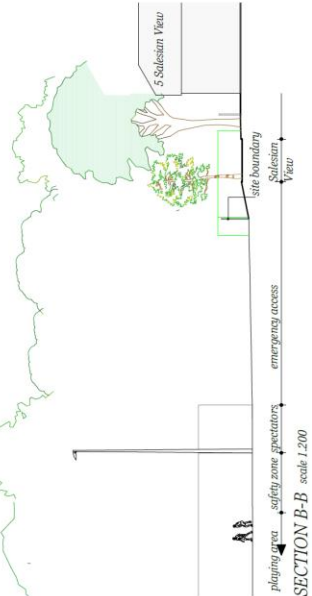 5 Salesian View
site boundary
playing area
safety zone
spectators
emergency access
Salesian
View
SECTION B-B scale 1.200